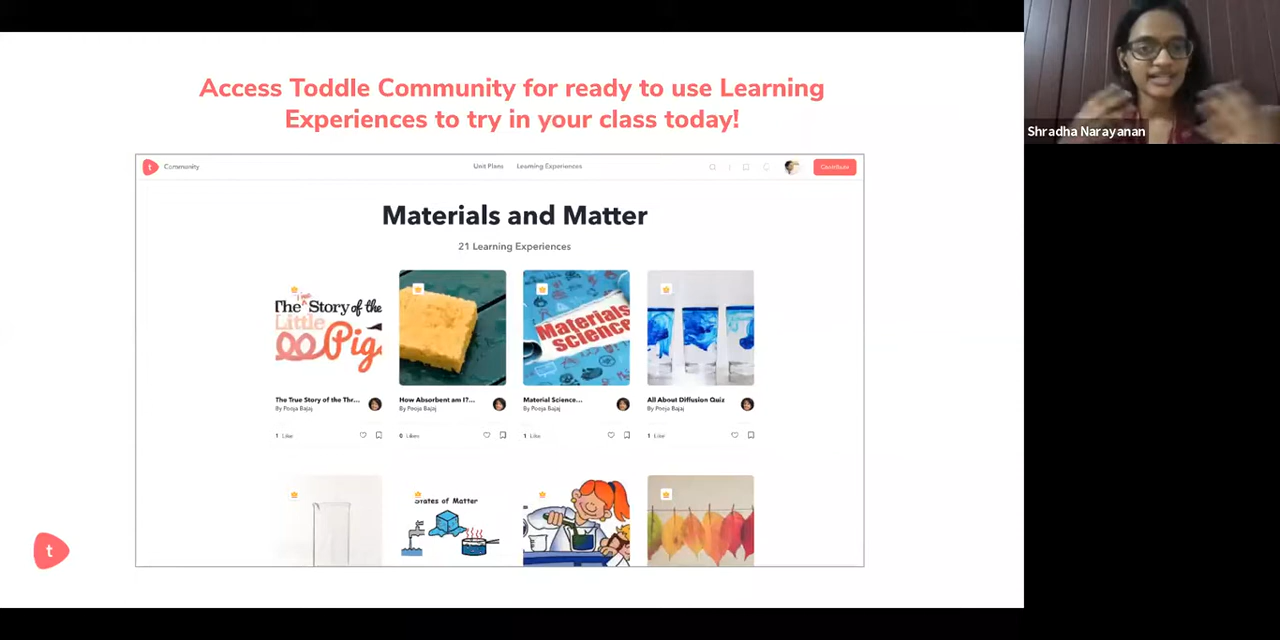 Access Toddle Community for ready to use Learning
Experiences to try in your class today!
Shradha Narayanan
t Community Unit Plans Learning Experiences Contribute
Materials and Matter
21 Learning Experiences
The True Story of the
Little
Pig
Materials
science
The True Story of the Thr...
By Pooja Bajaj
1 Like
How Absorbent am I?...
By Pooja Bajaj
0 Likes
Material Science...
By Pooja Bajaj
1 Like
All About Diffusion Quiz
By Pooja Bajaj
1 Like
States of Matter
t